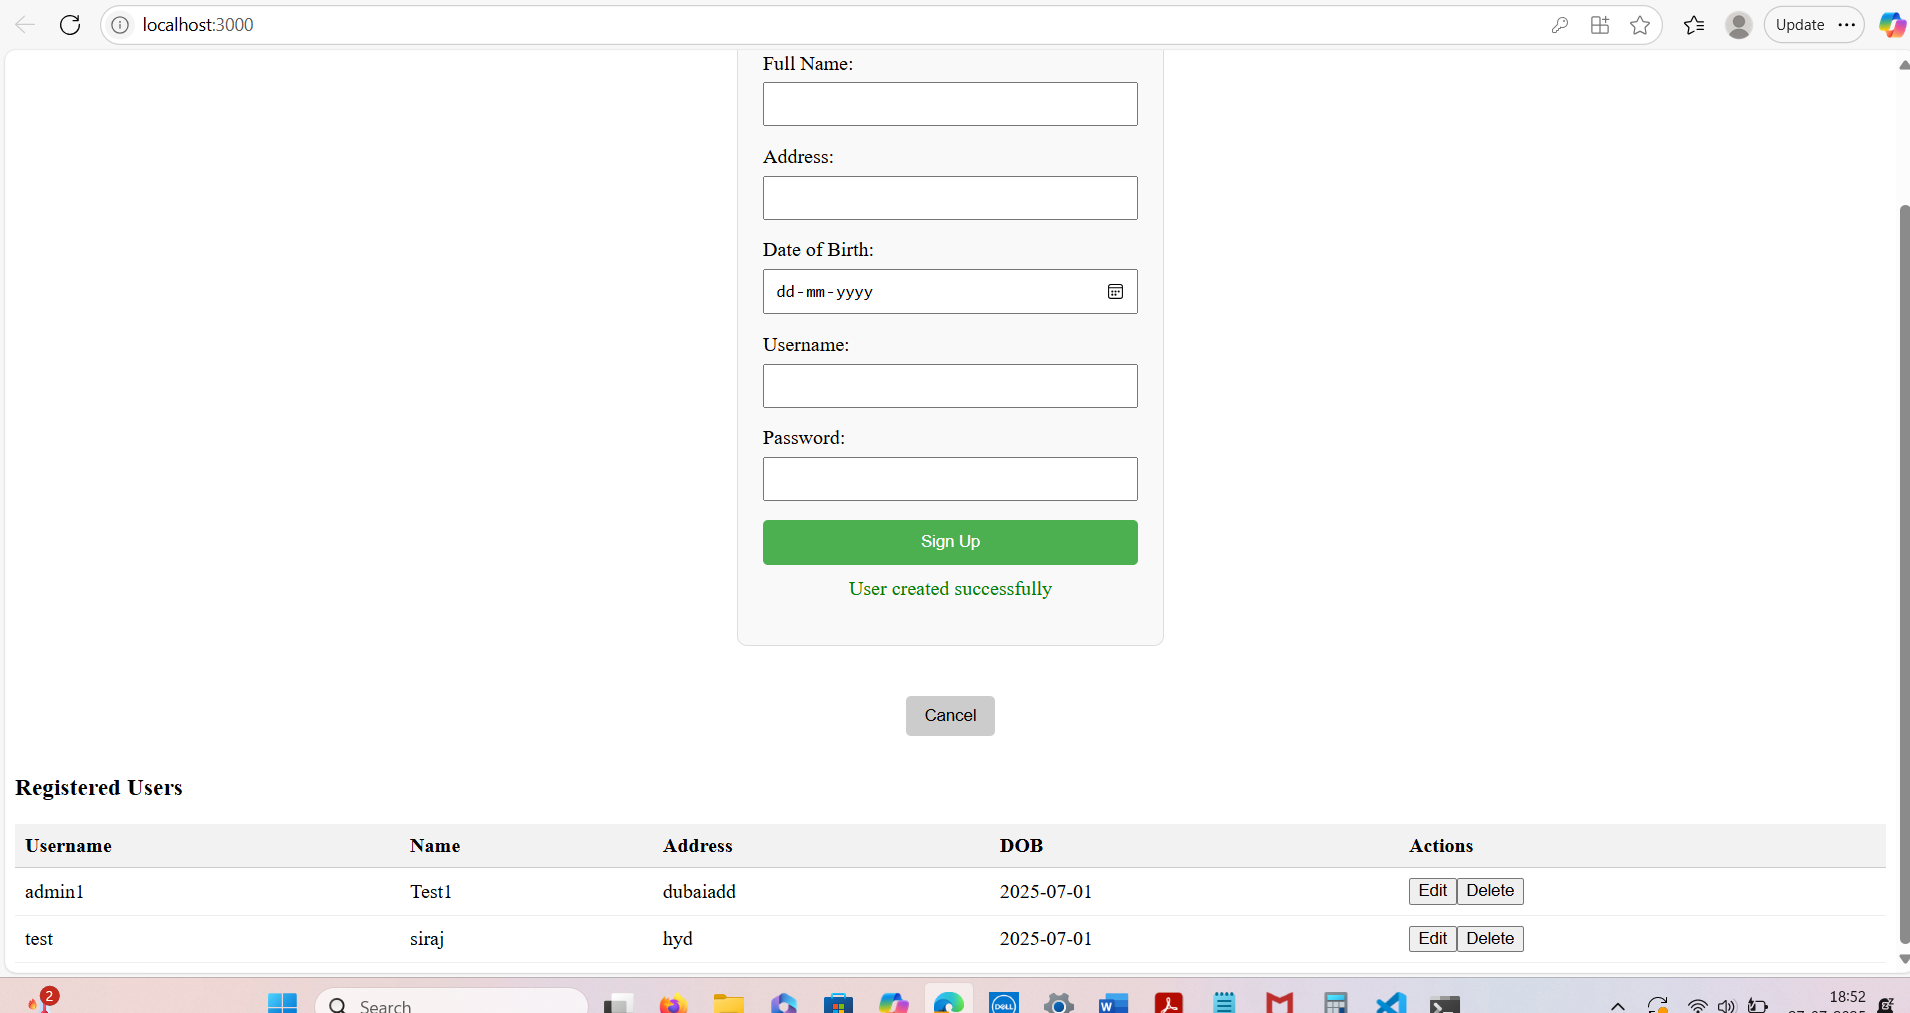 localhost:3000
Update
Full Name:
Address:
Date of Birth:
dd-mm-yyyy
Username:
Password:
Sign Up
User created successfully
Cancel
Registered Users
Username Name Address DOB Actions
admin1 Test1 dubaiadd 2025-07-01 Edit Delete
test siraj hyd 2025-07-01 Edit Delete
2
Search
DELL
W
18:52